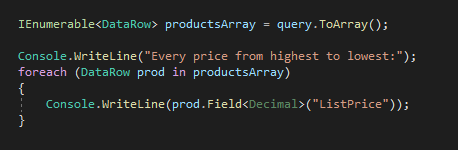 IEnumerable<DataRow> productsArray = query.ToArray();
Console.WriteLine("Every price from highest to lowest:");
foreach (DataRow prod in productsArray)
{
Console.WriteLine(prod.Field<Decimal>("ListPrice"));
}